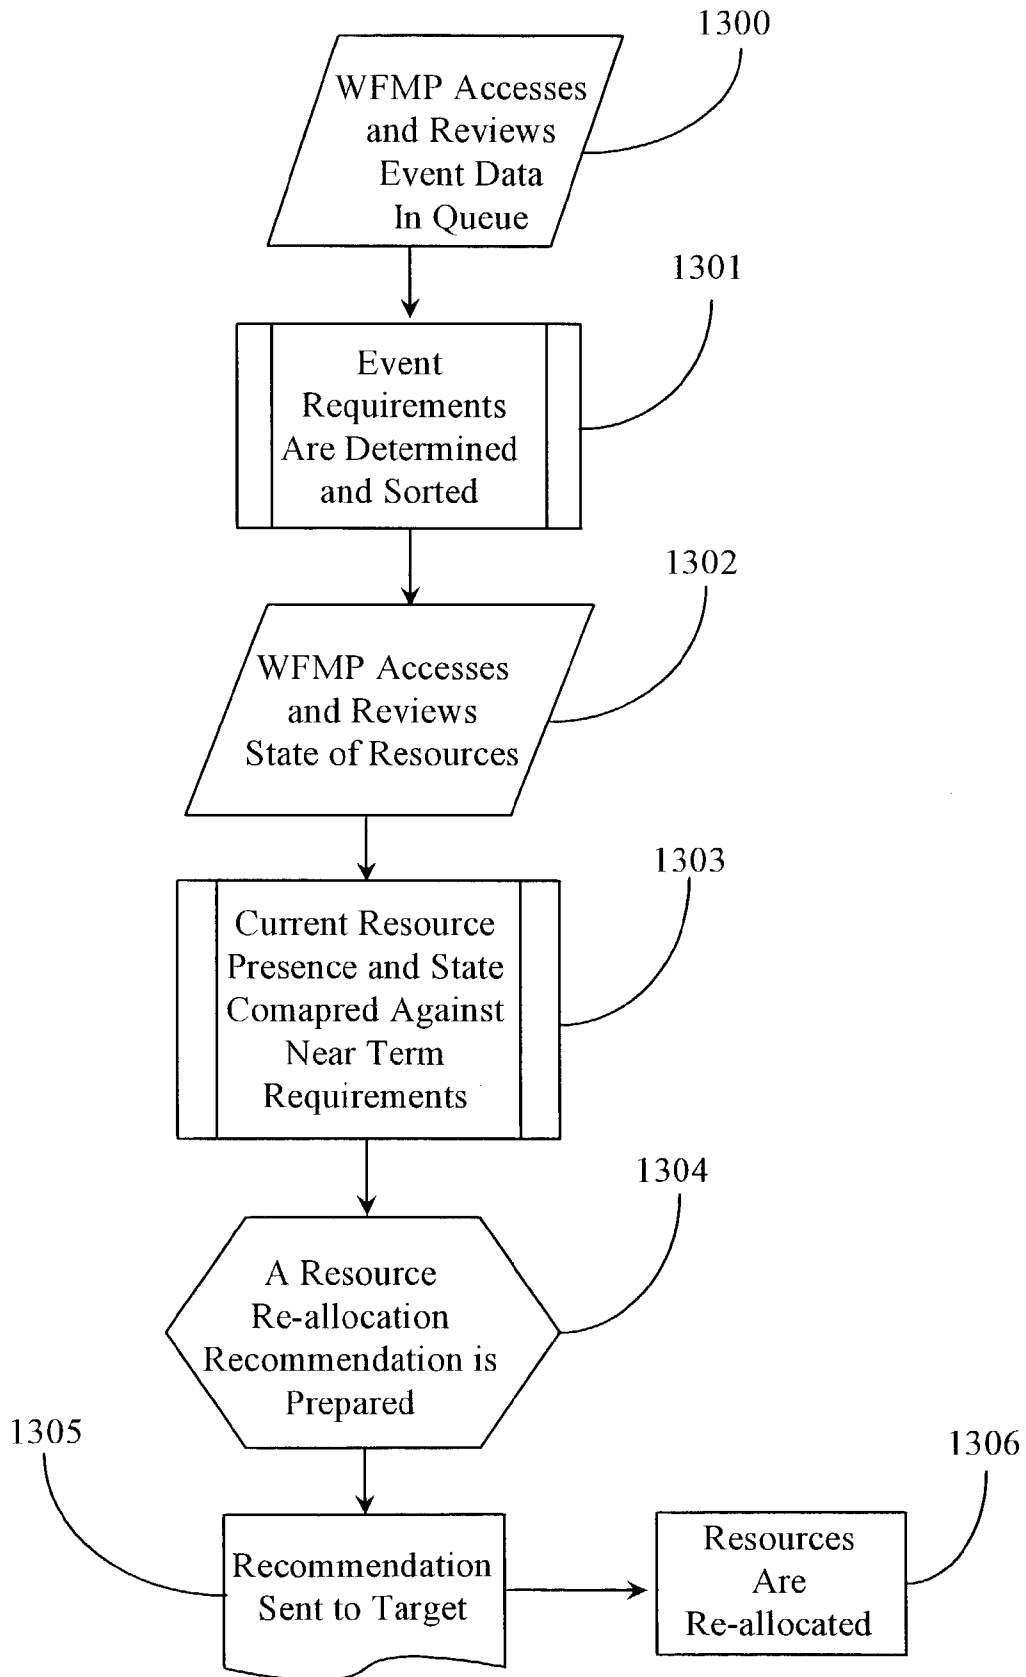 1300
WFMP Accesses
and Reviews
Event Data
In Queue
1301
Event
Requirements
Are Determined
and Sorted
1302
WFMP Accesses
and Reviews
State of Resources
1303
Current Resource
Presence and State
Comapred Against
Near Term
Requirements
1304
A Resource
Re-allocation
Recommendation is
Prepared
1305
Recommendation
Sent to Target
1306
Resources
Are
Re-allocated